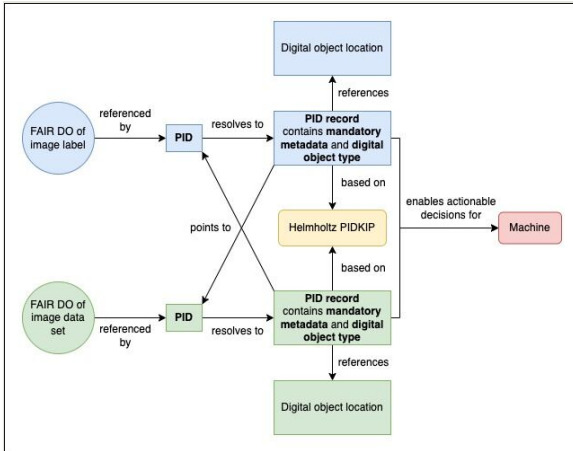 Digital object location
references
FAIR DO of
image label
referenced
by
PID
resolves to
PID record
contains mandatory
metadata and digital
object type
based on
enables actionable
decisions for
points to
Helmholtz PIDKIP
Machine
based on
FAIR DO of
image data
set
referenced
by
PID
resolves to
PID record
contains mandatory
metadata and digital
object type
references
Digital object location